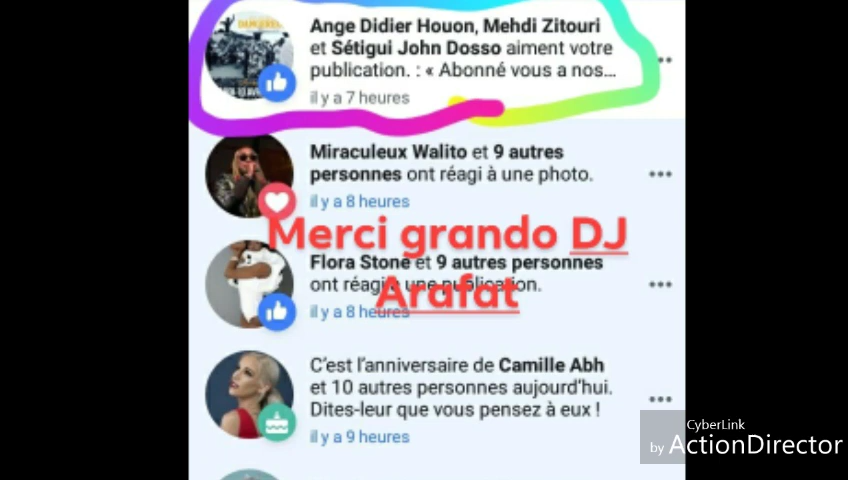 Ange Didier Houon, Mehdi Zitouri
et Sétigui John Dosso aiment votre
publication. : « Abonné vous a nos...
il y a 7 heures
Miraculeux Walito et 9 autres
personnes ont réagi à une photo.
il y a 8 heures
Merci grando DJ
Arafat
Flora Stone et 9 autres personnes
ont réagi à une publication.
il y a 8 heures
C'est l'anniversaire de Camille Abh
et 10 autres personnes aujourd'hui.
Dites-leur que vous pensez à eux !
il y a 9 heures
CyberLink
by ActionDirector